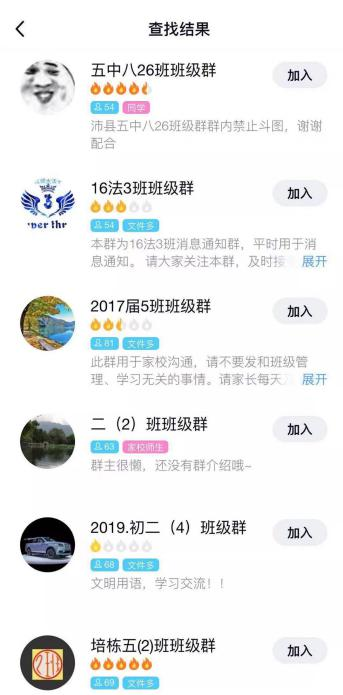 查找结果
五中八26班班级群
加入
54 同学
沛县五中八26班级群群内禁止斗图，谢谢
配合
16法3班班级群
加入
54 文件多
本群为16法3班消息通知群，平时用于消
息通知。请大家关注本群，及时接 展开
2017届5班班级群
加入
81 文件多
此群用于家校沟通，请不要发和班级管
理、学习无关的事情。请家长每天 展开
二（2）班班级群
加入
63 家校师生
群主很懒，还没有群介绍哦~
2019.初二（4）班级群
加入
68 文件多
文明用语，学习交流！！
培栋五(2)班班级群
加入
69 文件多